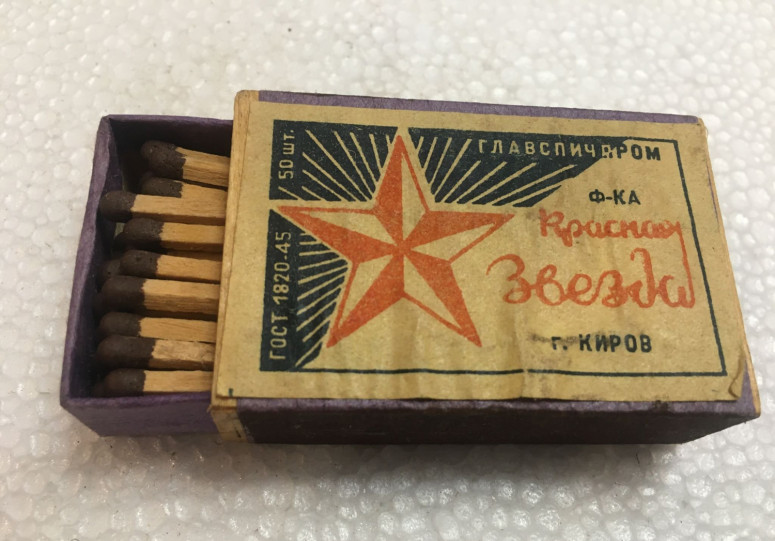 50 шт.
ГОСТ 1820-45
ГЛАВСПИЧПРОМ
Ф-КА
Красная
Звезда
г. КИРОВ